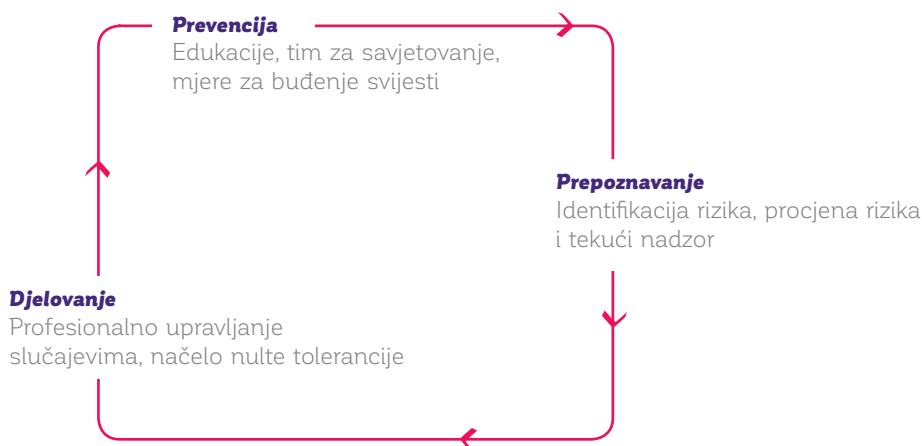 Prevencija
Edukacije, tim za savjetovanje,
mjere za buđenje svijesti
Prepoznavanje
Identifikacija rizika, procjena rizika
i tekući nadzor
Djelovanje
Profesionalno upravljanje
slučajevima, načelo nulte tolerancije